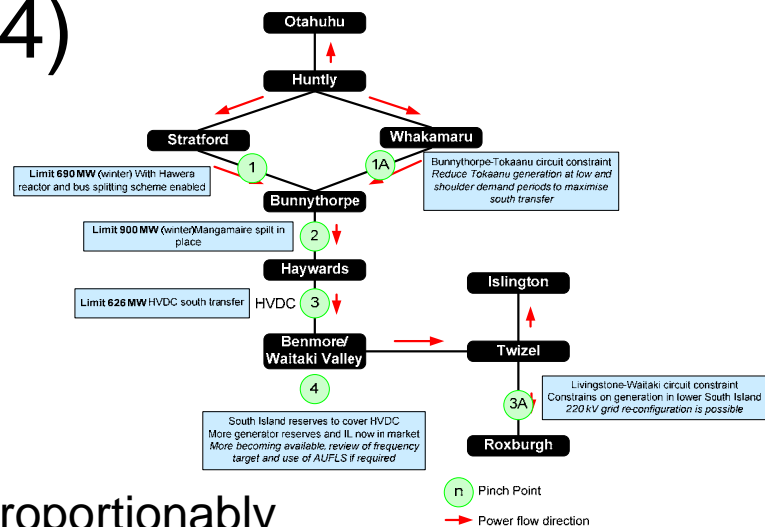 4)
Otahuhu
Huntly
Stratford
Whakamaru
1
1A
Bunnythorpe-Tokaanu circuit constraint
Reduce Tokaanu generation at low and
shoulder demand periods to maximise
south transfer
Limit 690 MW (winter) With Hawera
reactor and bus splitting scheme enabled
Bunnythorpe
Limit 900 MW (winter)Mangamaire spilt in
place
2
Haywards
Islington
Limit 626 MW HVDC south transfer
HVDC
3
Benmore/
Waitaki Valley
Twizel
4
3A
Livingstone-Waitaki circuit constraint
Constrains on generation in lower South Island
220 kV grid re-configuration is possible
South Island reserves to cover HVDC
More generator reserves and IL now in market
More becoming available, review of frequency
target and use of AUFLS if required
Roxburgh
n Pinch Point
Power flow direction
roportionably